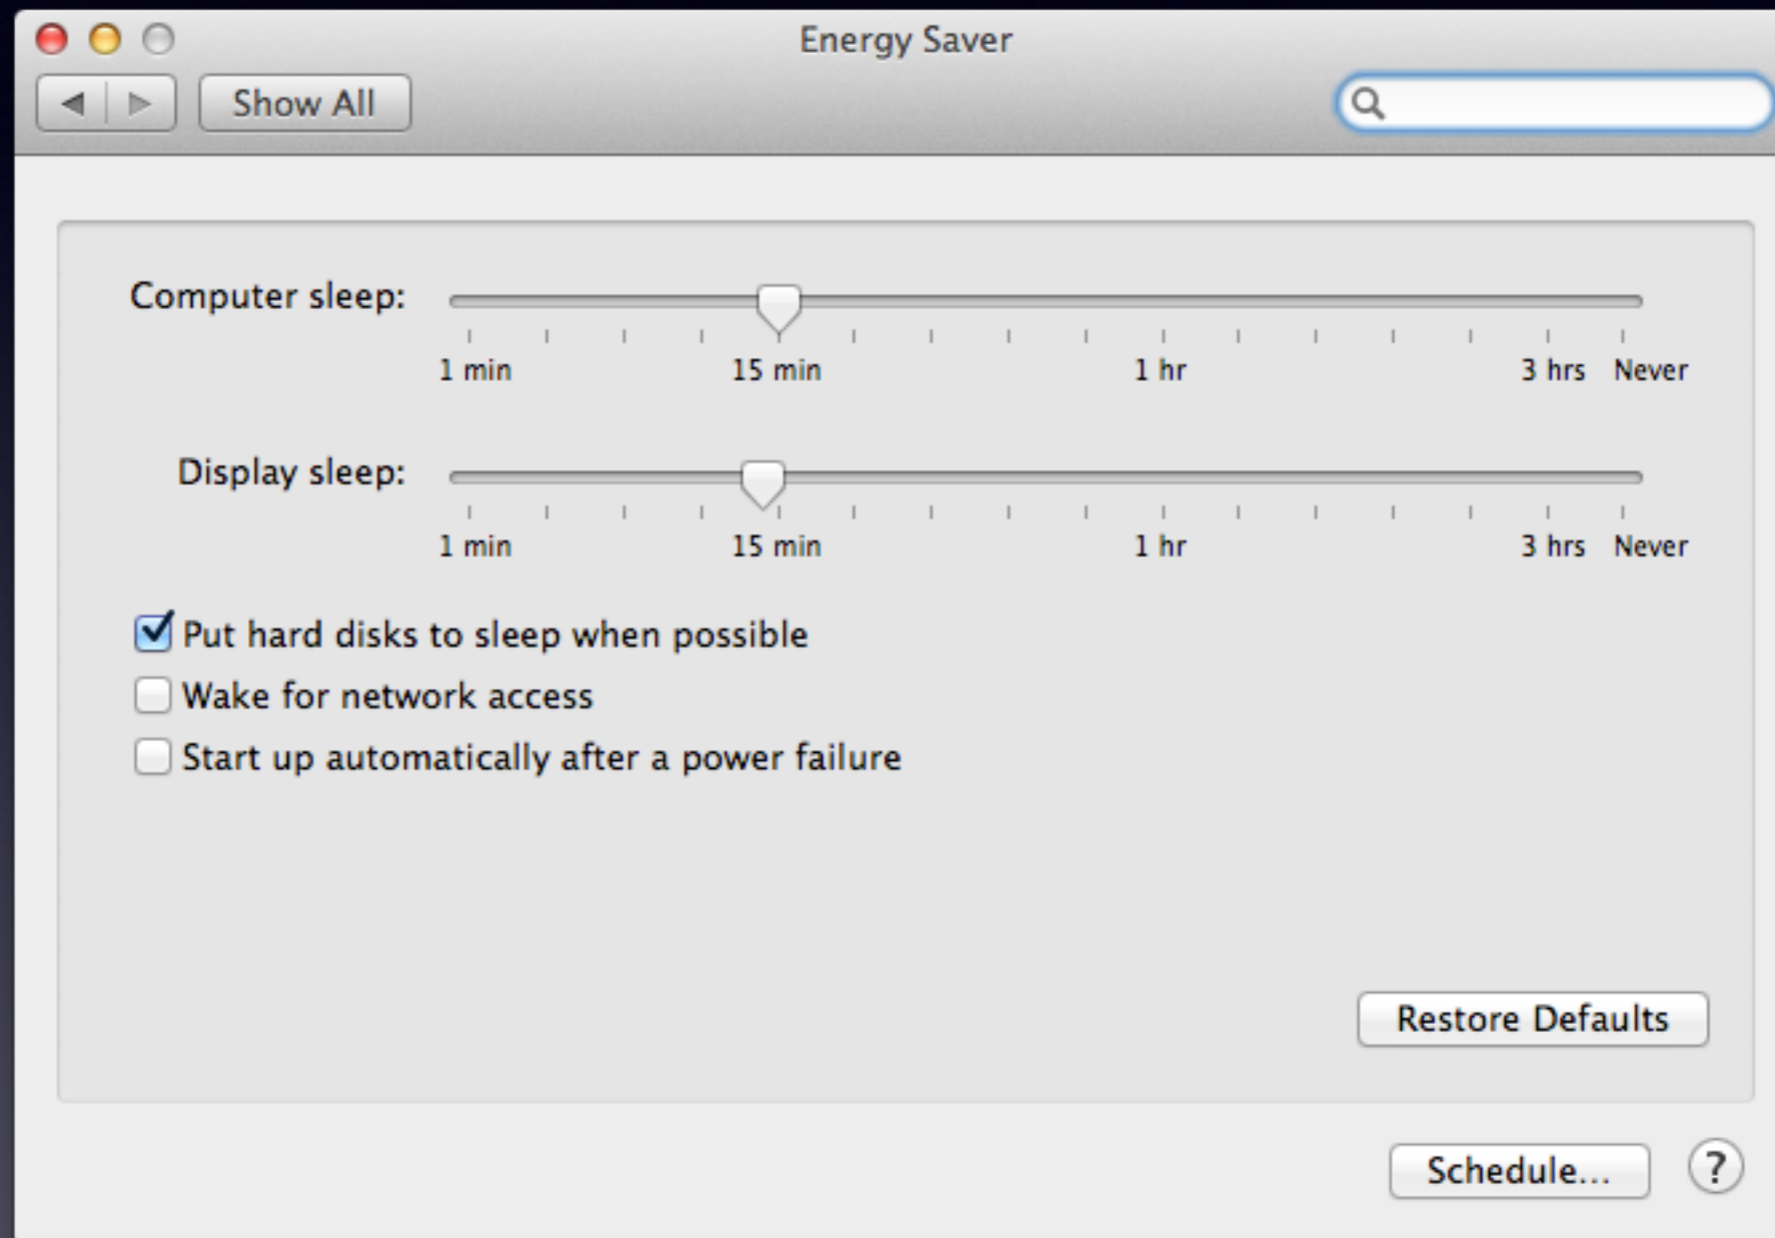 Energy Saver
Show All
Computer sleep:
1 min 15 min 1 hr 3 hrs Never
Display sleep:
1 min 15 min 1 hr 3 hrs Never
Put hard disks to sleep when possible
Wake for network access
Start up automatically after a power failure
Restore Defaults
Schedule... ?